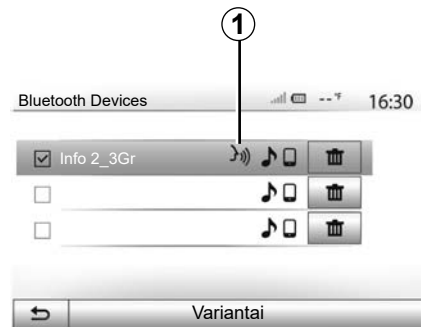 1
Bluetooth Devices --°F 16:30
Info 2_3Gr
Variantai